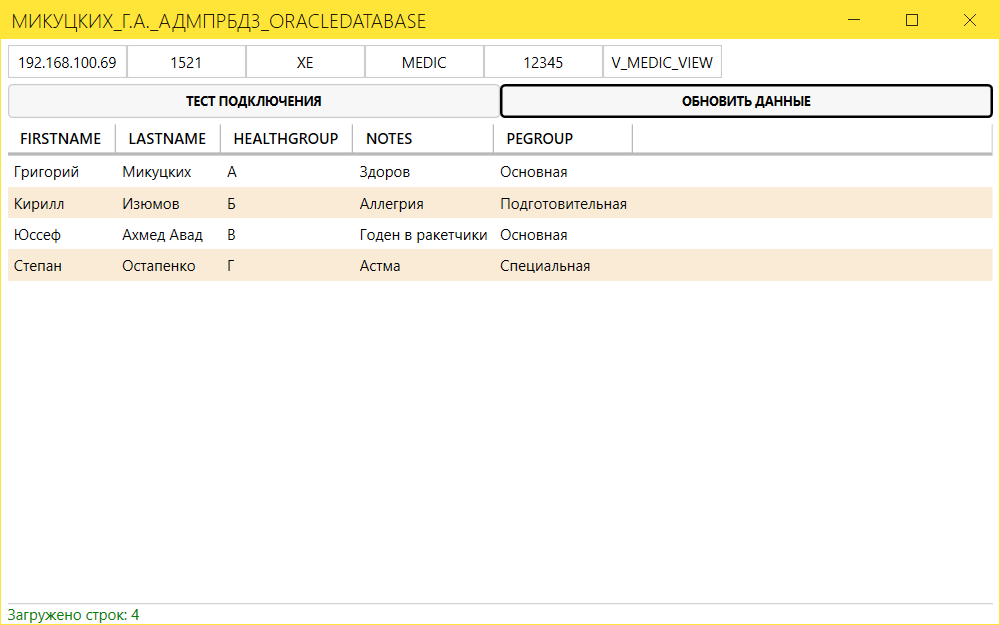 МИКУЦКИХ_Г.А._АДМПРБД3_ORACLEDATABASE
192.168.100.69 1521 XE MEDIC 12345 V_MEDIC_VIEW
ТЕСТ ПОДКЛЮЧЕНИЯ ОБНОВИТЬ ДАННЫЕ
FIRSTNAME LASTNAME HEALTHGROUP NOTES PEGROUP
Григорий Микуцких А Здоров Основная
Кирилл Изюмов Б Аллегрия Подготовительная
Юссеф Ахмед Авад В Годен в ракетчики Основная
Степан Остапенко Г Астма Специальная
Загружено строк: 4